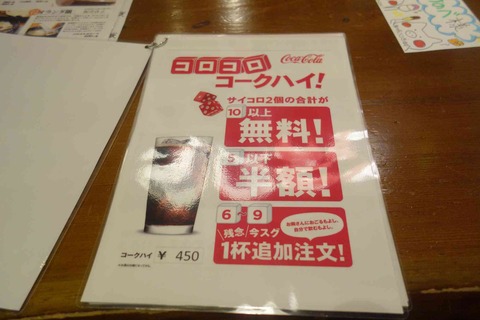 コロコロ
Coca-Cola
コークハイ!
サイコロ2個の合計が
10 以上
無料!
5 以下
半額!
6 9
残念 今スグ
1杯追加注文!
コークハイ ¥ 450